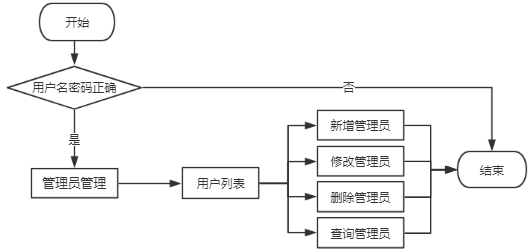 开始
用户名密码正确
否
是
新增管理员
修改管理员
管理员管理
用户列表
删除管理员
查询管理员
结束